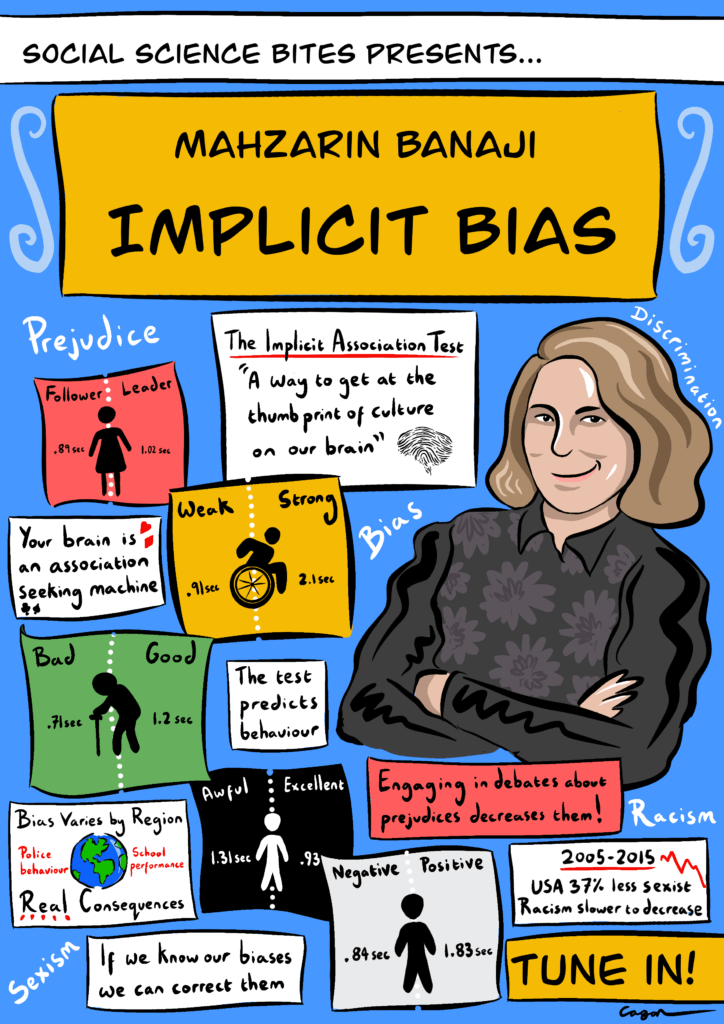 SOCIAL SCIENCE BITES PRESENTS...
MAHZARIN BANAJI
IMPLICIT BIAS
Prejudice
Discrimination
The Implicit Association Test
"A way to get at the
thumbprint of culture
on our brain"
Follower Leader
.89 sec 1.02 sec
Weak Strong
.91sec 2.1sec
Bias
Your brain is
an association
seeking machine
Bad Good
.71sec 1.2 sec
The test
predicts
behaviour
Awful Excellent
1.31sec .93
Engaging in debates about
prejudices decreases them!
Racism
Bias Varies by Region
Police
behaviour
School
performance
Real Consequences
Negative Positive
.84 sec 1.83sec
2005-2015
USA 37% less sexist
Racism slower to decrease
Sexism
If we know our biases
we can correct them
TUNE IN!